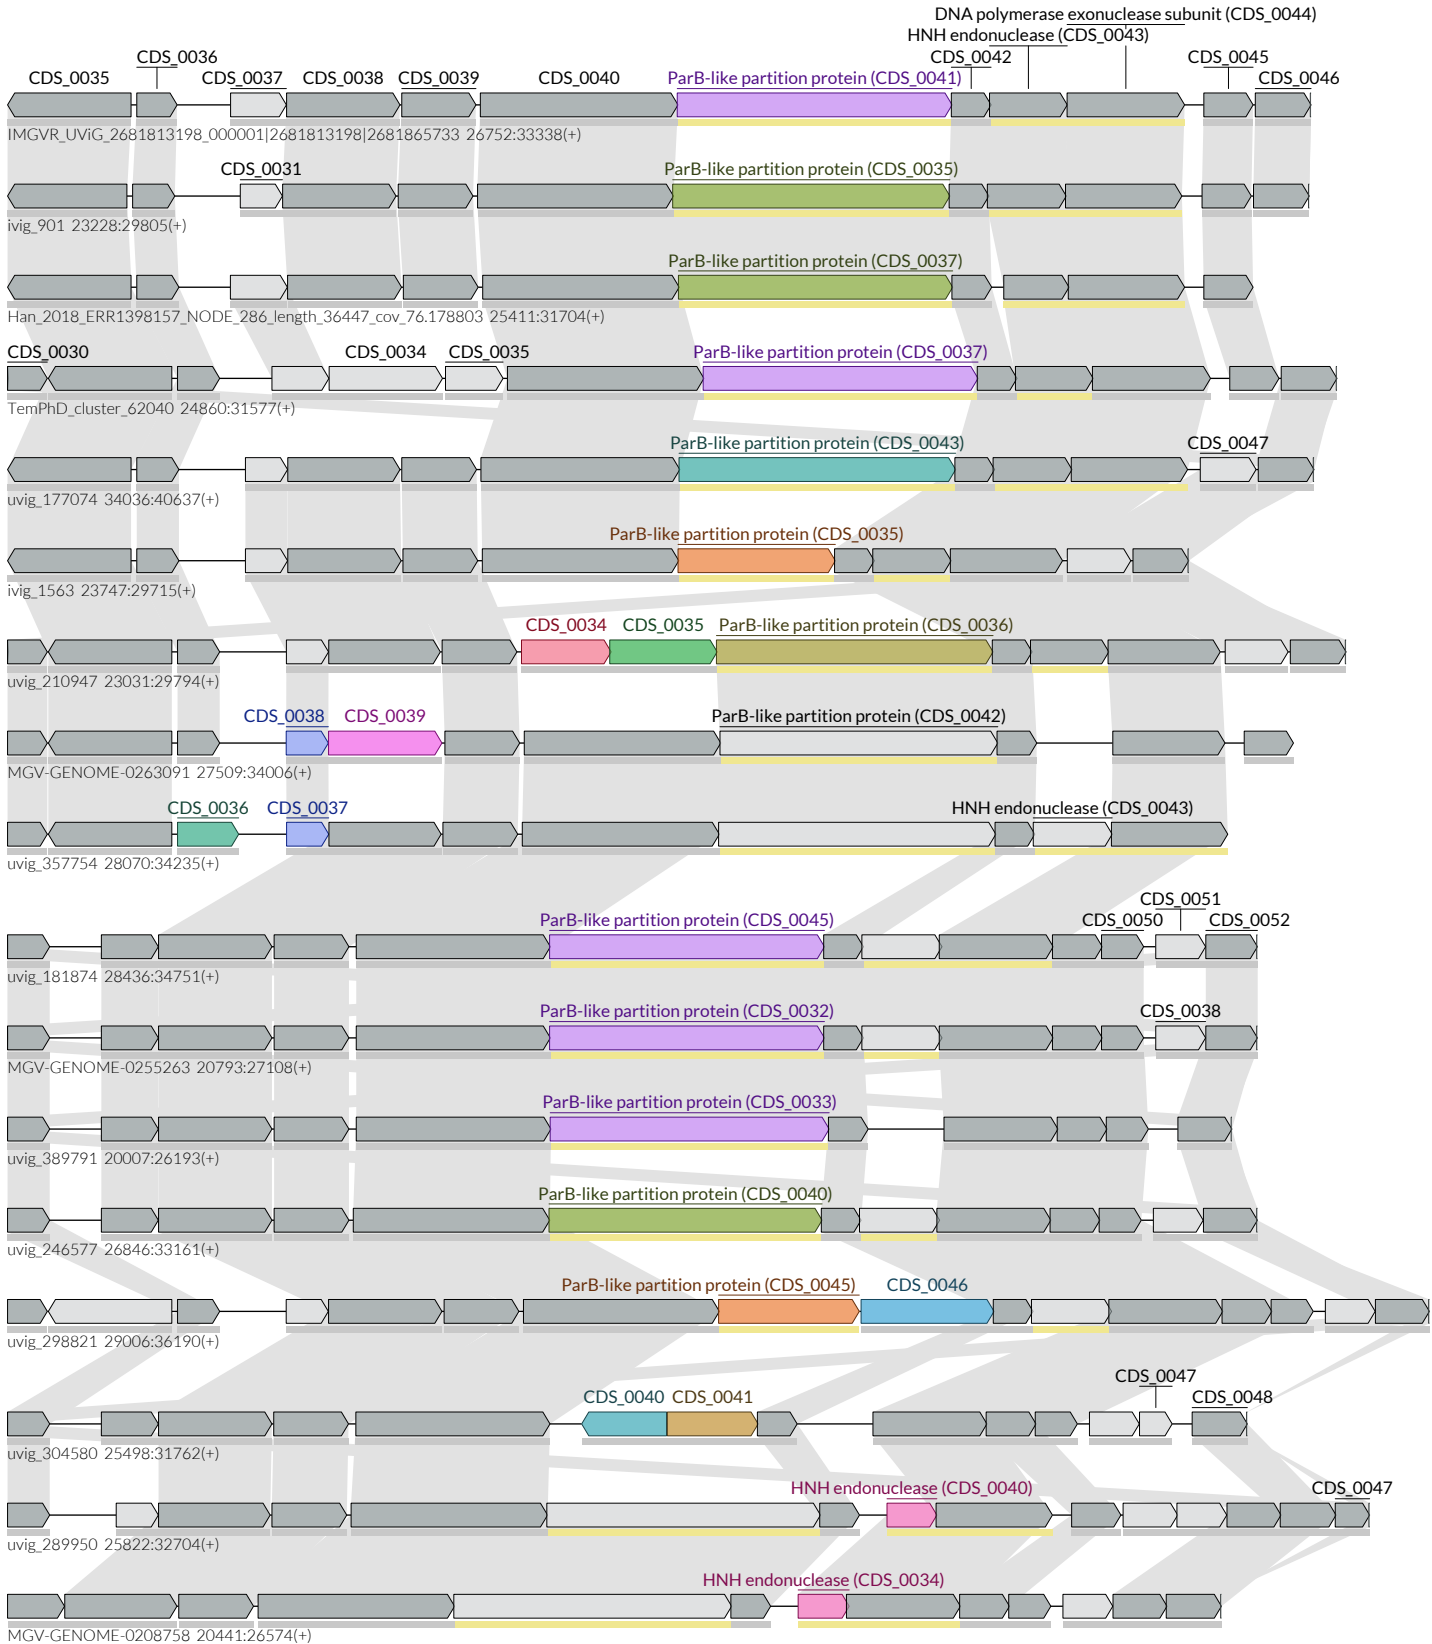 DNA polymerase exonuclease subunit (CDS_0044)
HNH endonuclease (CDS_0043)
CDS_0036 CDS_0042 CDS_0045
CDS_0035 CDS_0037 CDS_0038 CDS_0039 CDS_0040 ParB-like partition protein (CDS_0041) CDS_0046
IMGVR_UViG_2681813198_000001|2681813198|2681865733 26752:33338(+)
CDS_0031 ParB-like partition protein (CDS_0035)
ivig_901 23228:29805(+)
ParB-like partition protein (CDS_0037)
Han_2018_ERR1398157_NODE_286_length_36447_cov_76.178803 25411:31704(+)
CDS_0030 CDS_0034 CDS_0035 ParB-like partition protein (CDS_0037)
TemPhD_cluster_62040 24860:31577(+)
ParB-like partition protein (CDS_0043) CDS_0047
uvig_177074 34036:40637(+)
ParB-like partition protein (CDS_0035)
ivig_1563 23747:29715(+)
CDS_0034 CDS_0035 ParB-like partition protein (CDS_0036)
uvig_210947 23031:29794(+)
CDS_0038 CDS_0039 ParB-like partition protein (CDS_0042)
MGV-GENOME-0263091 27509:34006(+)
CDS_0036 CDS_0037 HNH endonuclease (CDS_0043)
uvig_357754 28070:34235(+)
CDS_0051
ParB-like partition protein (CDS_0045) CDS_0050 CDS_0052
uvig_181874 28436:34751(+)
ParB-like partition protein (CDS_0032) CDS_0038
MGV-GENOME-0255263 20793:27108(+)
ParB-like partition protein (CDS_0033)
uvig_389791 20007:26193(+)
ParB-like partition protein (CDS_0040)
uvig_246577 26846:33161(+)
ParB-like partition protein (CDS_0045) CDS_0046
uvig_298821 29006:36190(+)
CDS_0047
CDS_0040 CDS_0041 CDS_0048
uvig_304580 25498:31762(+)
HNH endonuclease (CDS_0040) CDS_0047
uvig_289950 25822:32704(+)
HNH endonuclease (CDS_0034)
MGV-GENOME-0208758 20441:26574(+)